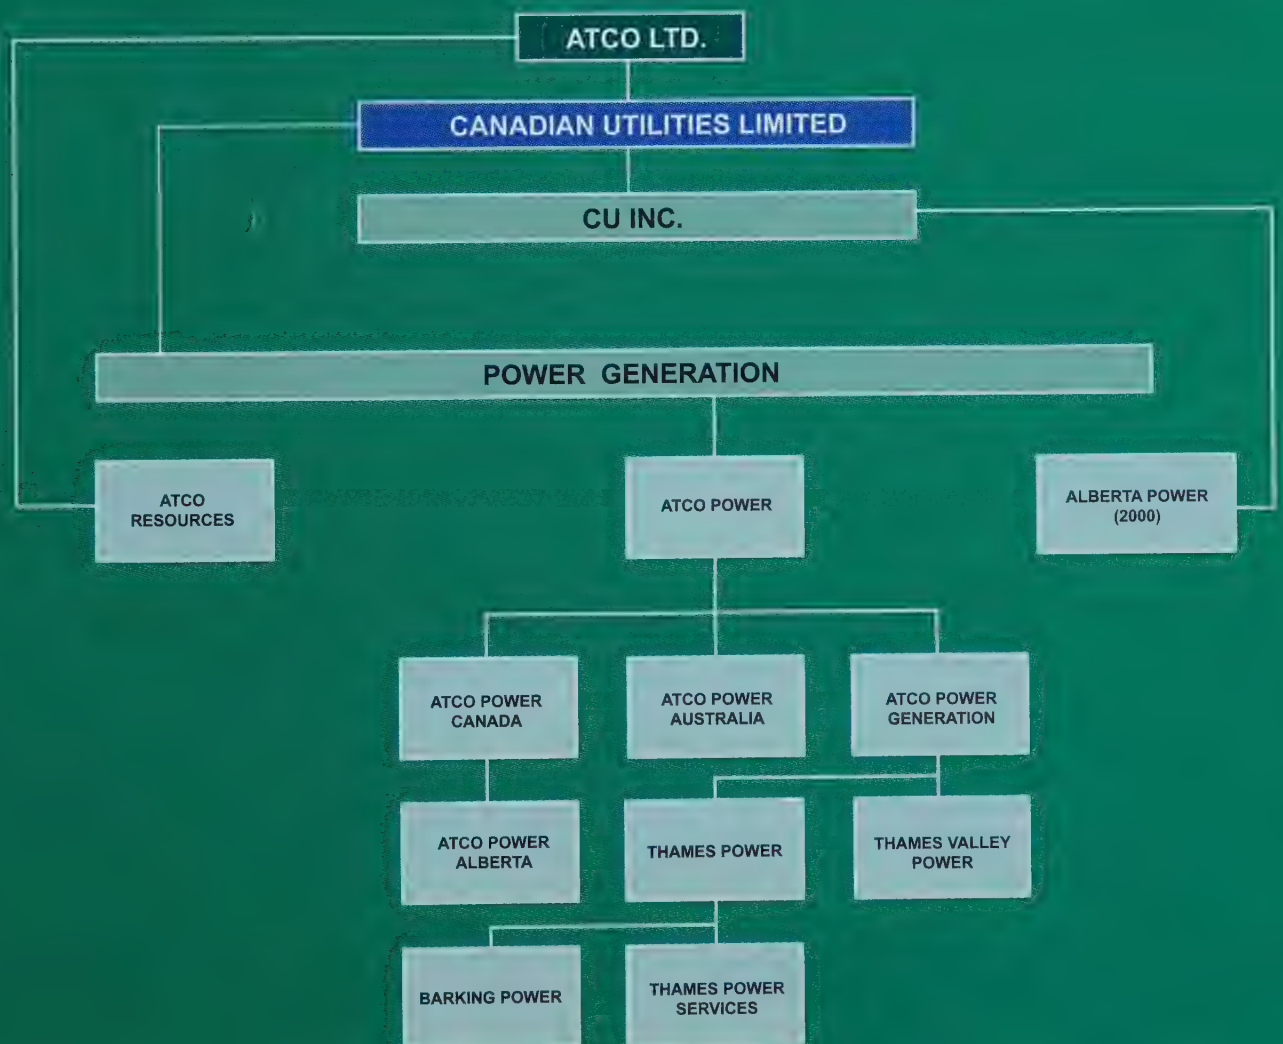 ATCO LTD.
CANADIAN UTILITIES LIMITED
CU INC.
POWER GENERATION
ATCO
RESOURCES
ATCO POWER
ALBERTA POWER
(2000)
ATCO POWER
CANADA
ATCO POWER
AUSTRALIA
ATCO POWER
GENERATION
ATCO POWER
ALBERTA
THAMES POWER
THAMES VALLEY
POWER
BARKING POWER
THAMES POWER
SERVICES